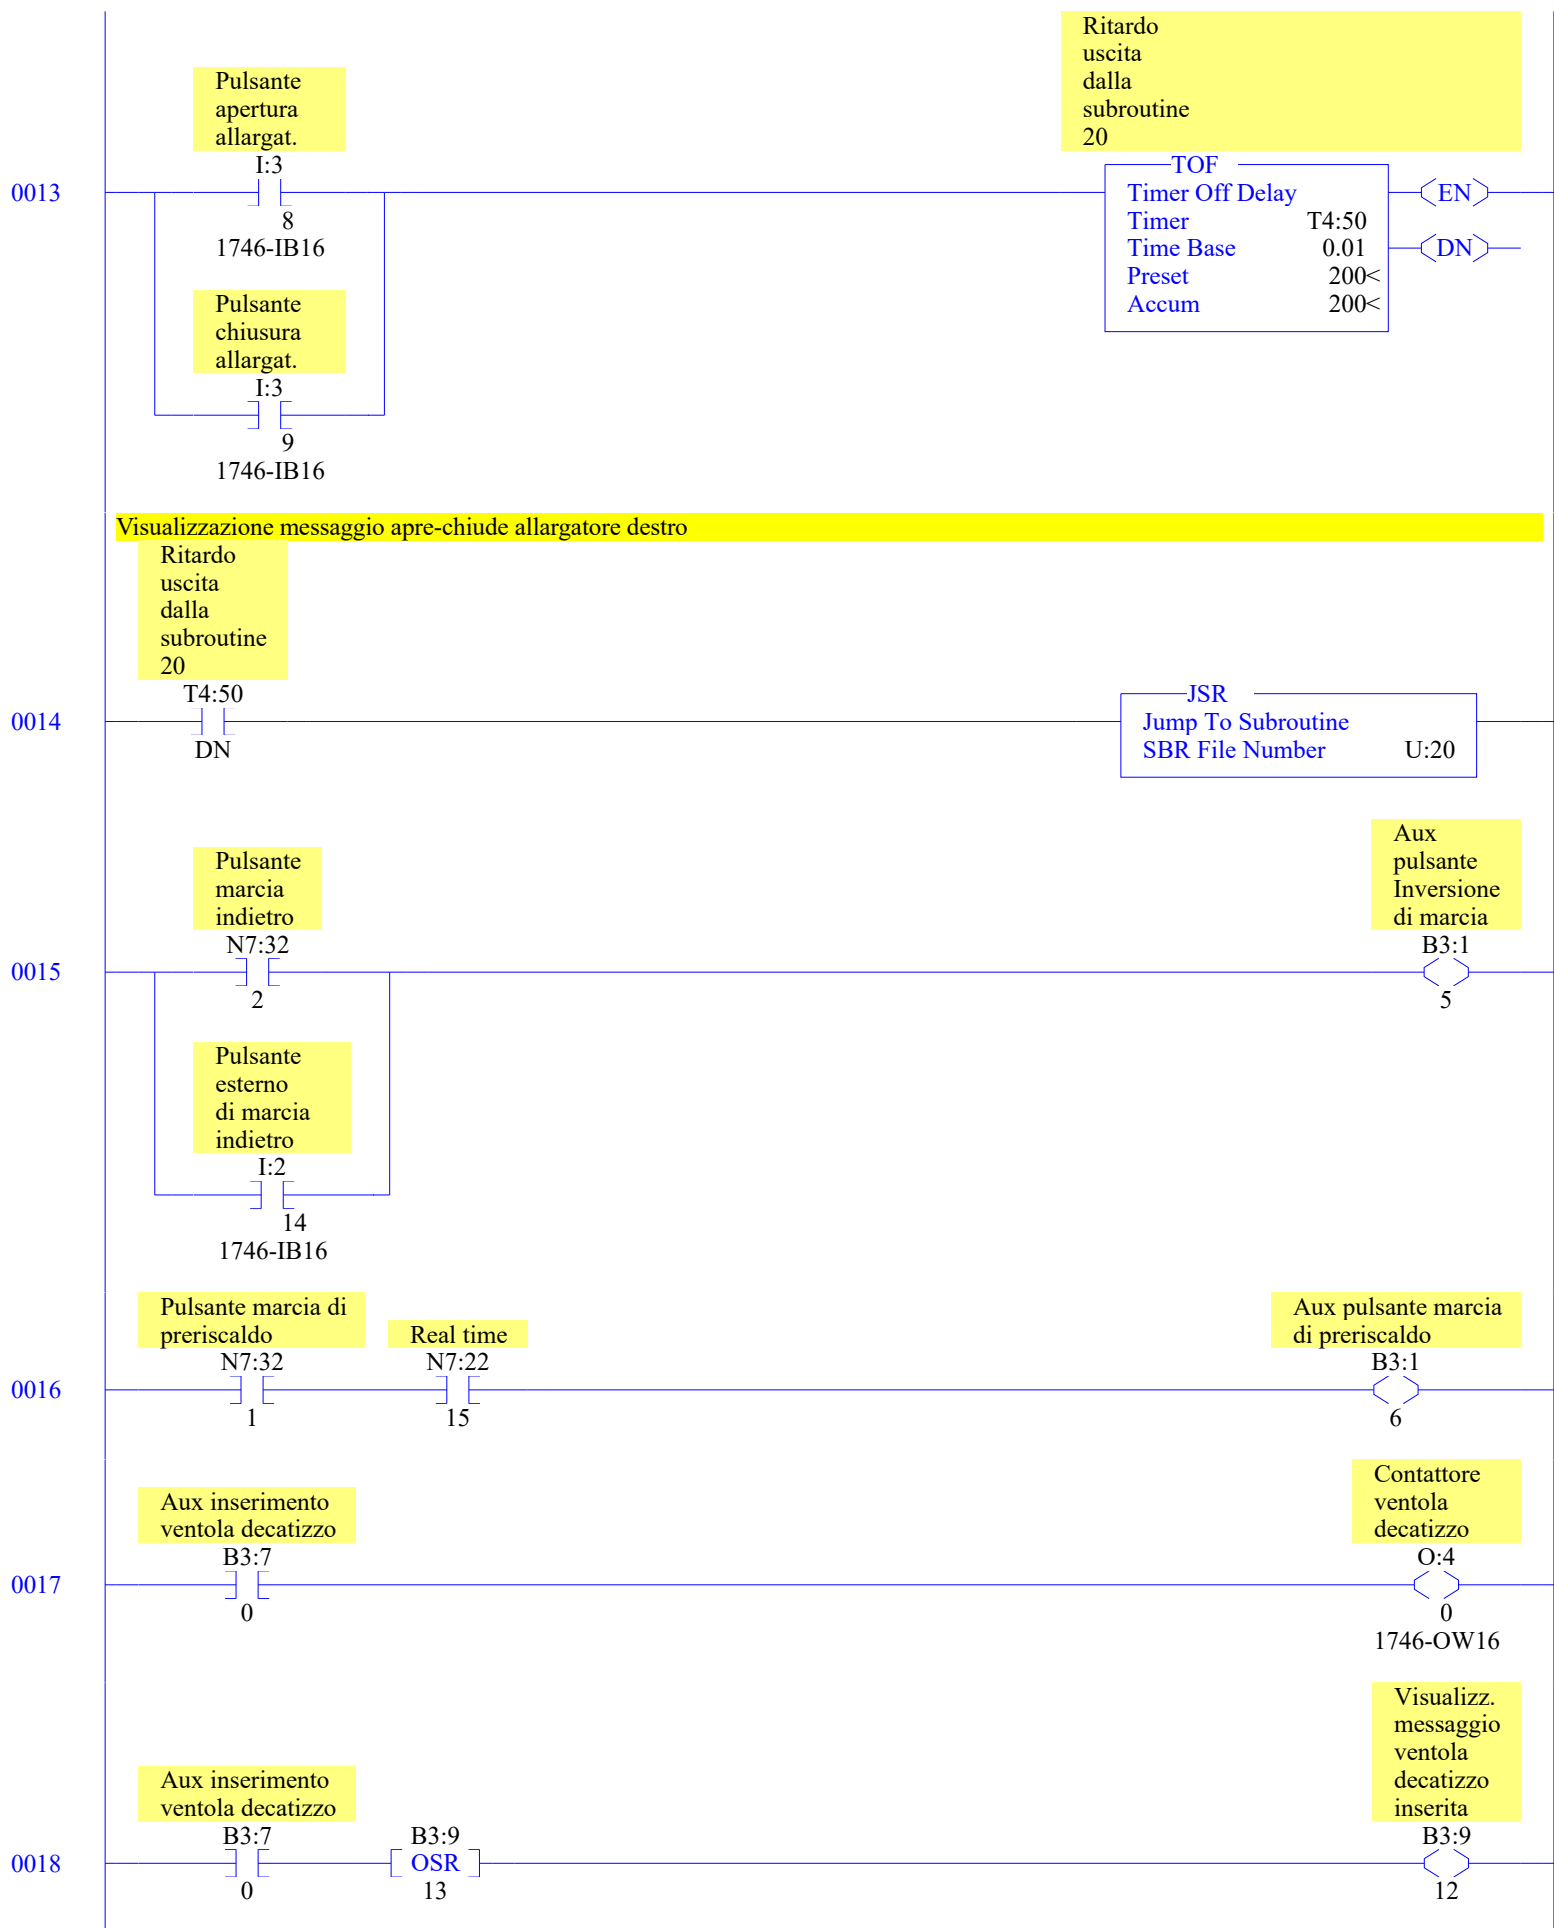 Ritardo
uscita
dalla
subroutine
20
Pulsante
apertura
allargat.
I:3
0013
8
1746-IB16
TOF
Timer Off Delay
Timer T4:50
Time Base 0.01
Preset 200<
Accum 200<
EN
DN
Pulsante
chiusura
allargat.
I:3
9
1746-IB16
Visualizzazione messaggio apre-chiude allargatore destro
Ritardo
uscita
dalla
subroutine
20
T4:50
0014
DN
JSR
Jump To Subroutine
SBR File Number U:20
Pulsante
marcia
indietro
N7:32
0015
2
Aux
pulsante
Inversione
di marcia
B3:1
5
Pulsante
esterno
di marcia
indietro
I:2
14
1746-IB16
Pulsante marcia di
preriscaldo
N7:32
0016
1
Real time
N7:22
15
Aux pulsante marcia
di preriscaldo
B3:1
6
Aux inserimento
ventola decatizzo
B3:7
0017
0
Contattore
ventola
decatizzo
O:4
0
1746-OW16
Aux inserimento
ventola decatizzo
B3:7
0018
0
B3:9
OSR
13
Visualizz.
messaggio
ventola
decatizzo
inserita
B3:9
12